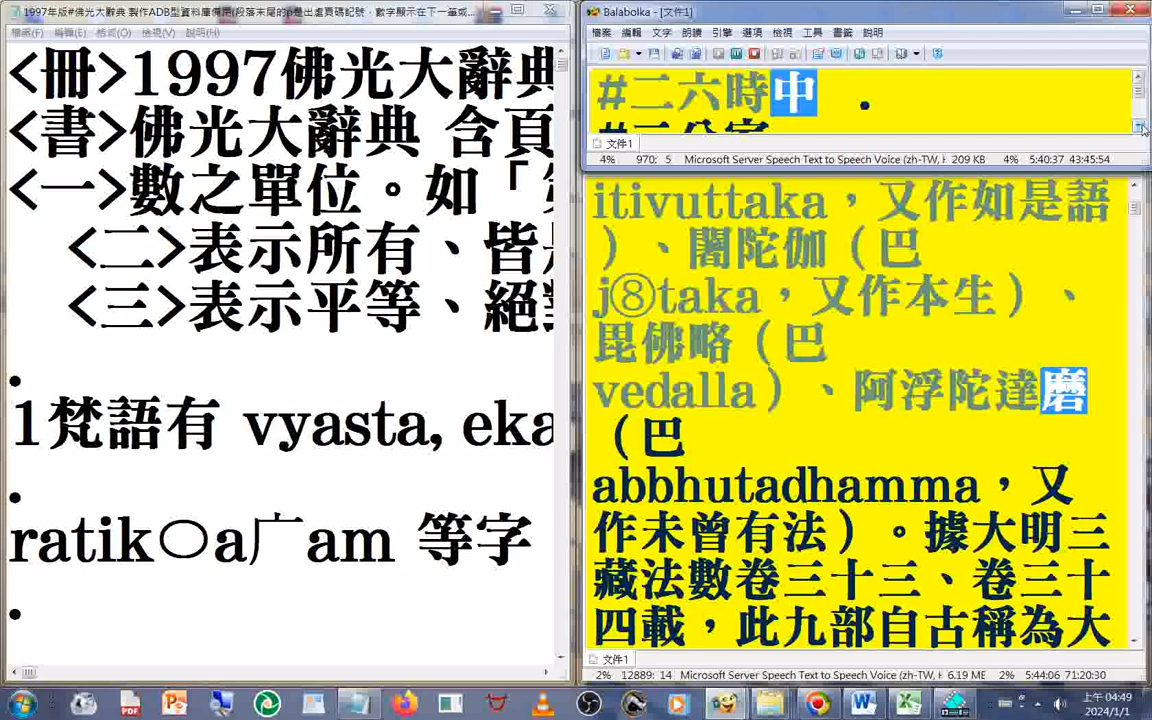 1997年版#佛光大辭典 製作ADB型資料庫備用(段落末尾的p是出處頁碼記號，數字顯示在下一筆或...
檔案(F) 編輯(E) 格式(O) 檢視(V) 說明(H)
<冊>1997佛光大辭典
<書>佛光大辭典 含頁
<一>數之單位。如「
<二>表示所有、皆
<三>表示平等、絕
.
1梵語有 vyasta, eka
.
ratik○a广am 等字
.
Balabolka - [文件1]
檔案 編輯 文字 朗讀 引擎 選項 檢視 工具 書籤 說明
#二六時中 .
文件1
4% 970: 5 Microsoft Server Speech Text to Speech Voice (zh-TW, H 209 KB 4% 5:40:37 43:45:54
itivuttaka，又作如是語
）、闍陀伽（巴
j⑧taka，又作本生）、
毘佛略（巴
vedalla）、阿浮陀達磨
（巴
abbhutadhamma，又
作未曾有法）。據大明三
藏法數卷三十三、卷三十
四載，此九部自古稱為大
文件1
2% 12889: 14 Microsoft Server Speech Text to Speech Voice (zh-TW, H 6.19 ME 2% 5:44:06 71:20:30
上午 04:49
2024/1/1